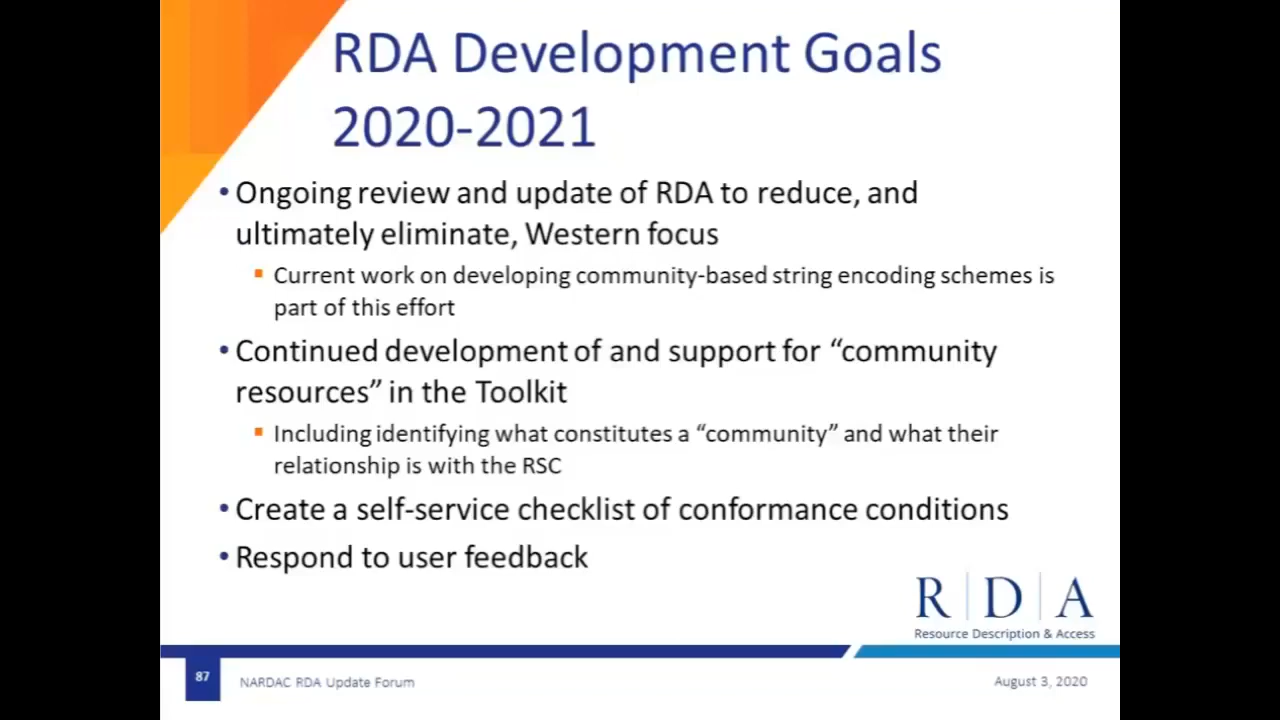 RDA Development Goals
2020-2021
• Ongoing review and update of RDA to reduce, and
ultimately eliminate, Western focus
▪ Current work on developing community-based string encoding schemes is
part of this effort
• Continued development of and support for “community
resources” in the Toolkit
▪ Including identifying what constitutes a “community” and what their
relationship is with the RSC
• Create a self-service checklist of conformance conditions
• Respond to user feedback
R|D|A
Resource Description & Access
87
NARDAC RDA Update Forum
August 3, 2020